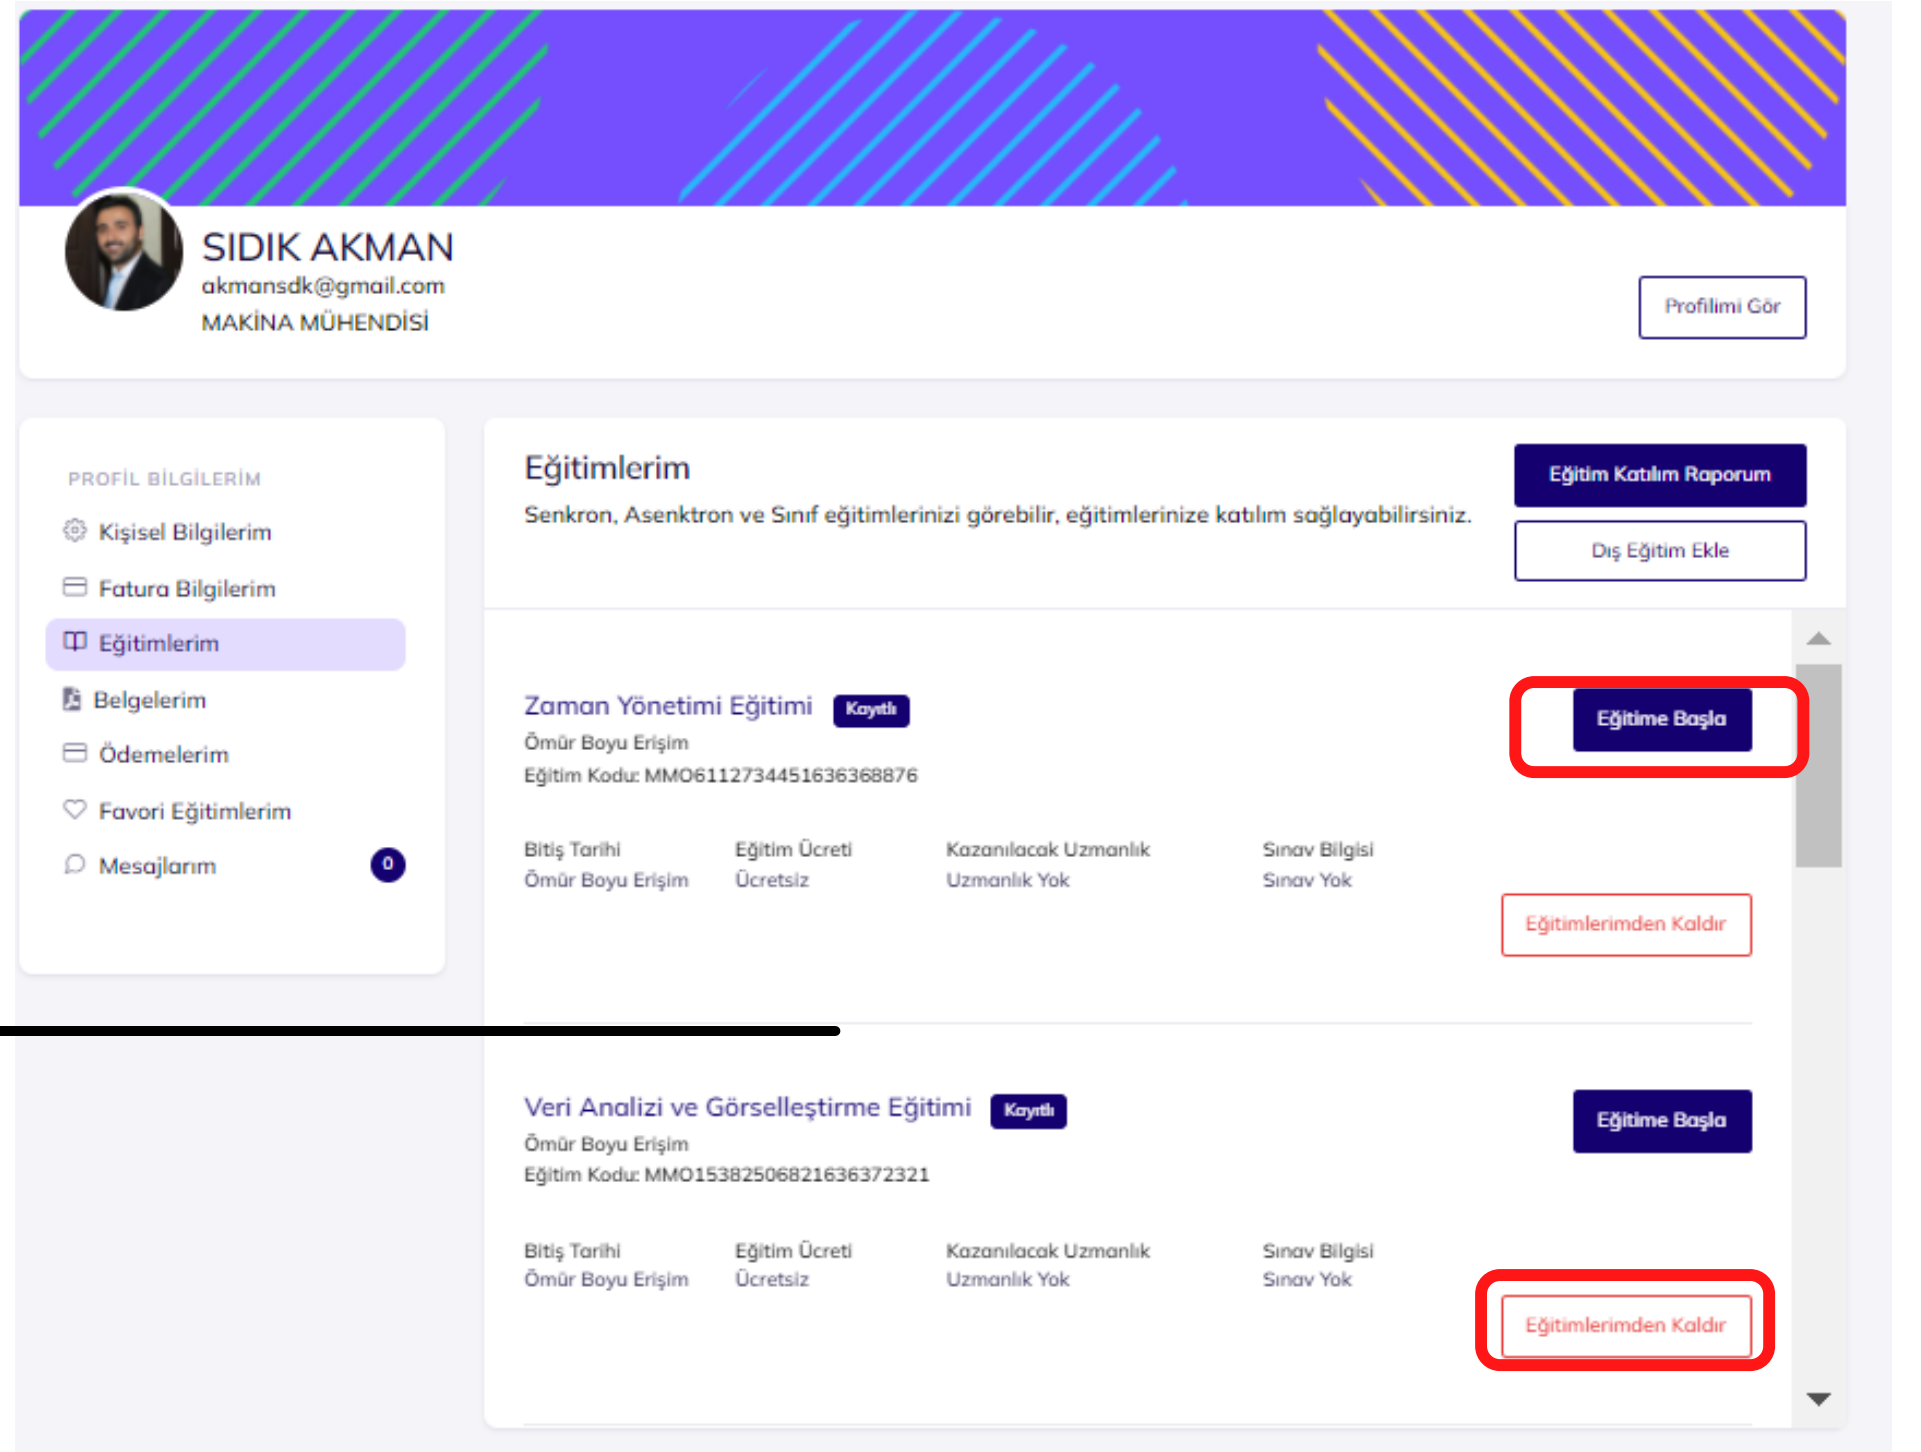 SIDIK AKMAN
akmansdk@gmail.com
MAKİNA MÜHENDİSİ
Profilimi Gör
PROFİL BİLGİLERİM
Kişisel Bilgilerim
Fatura Bilgilerim
Eğitimlerim
Belgelerim
Ödemelerim
Favori Eğitimlerim
Mesajlarım 0
Eğitimlerim
Senkron, Asenktron ve Sınıf eğitimlerinizi görebilir, eğitimlerinize katılım sağlayabilirsiniz.
Eğitim Katılım Raporum
Dış Eğitim Ekle
Zaman Yönetimi Eğitimi Kayıtlı
Eğitime Başla
Ömür Boyu Erişim
Eğitim Kodu: MMO6112734451636368876
Bitiş Tarihi Eğitim Ücreti Kazanılacak Uzmanlık Sınav Bilgisi
Ömür Boyu Erişim Ücretsiz Uzmanlık Yok Sınav Yok
Eğitimlerimden Kaldır
Veri Analizi ve Görselleştirme Eğitimi Kayıtlı
Eğitime Başla
Ömür Boyu Erişim
Eğitim Kodu: MMO15382506821636372321
Bitiş Tarihi Eğitim Ücreti Kazanılacak Uzmanlık Sınav Bilgisi
Ömür Boyu Erişim Ücretsiz Uzmanlık Yok Sınav Yok
Eğitimlerimden Kaldır